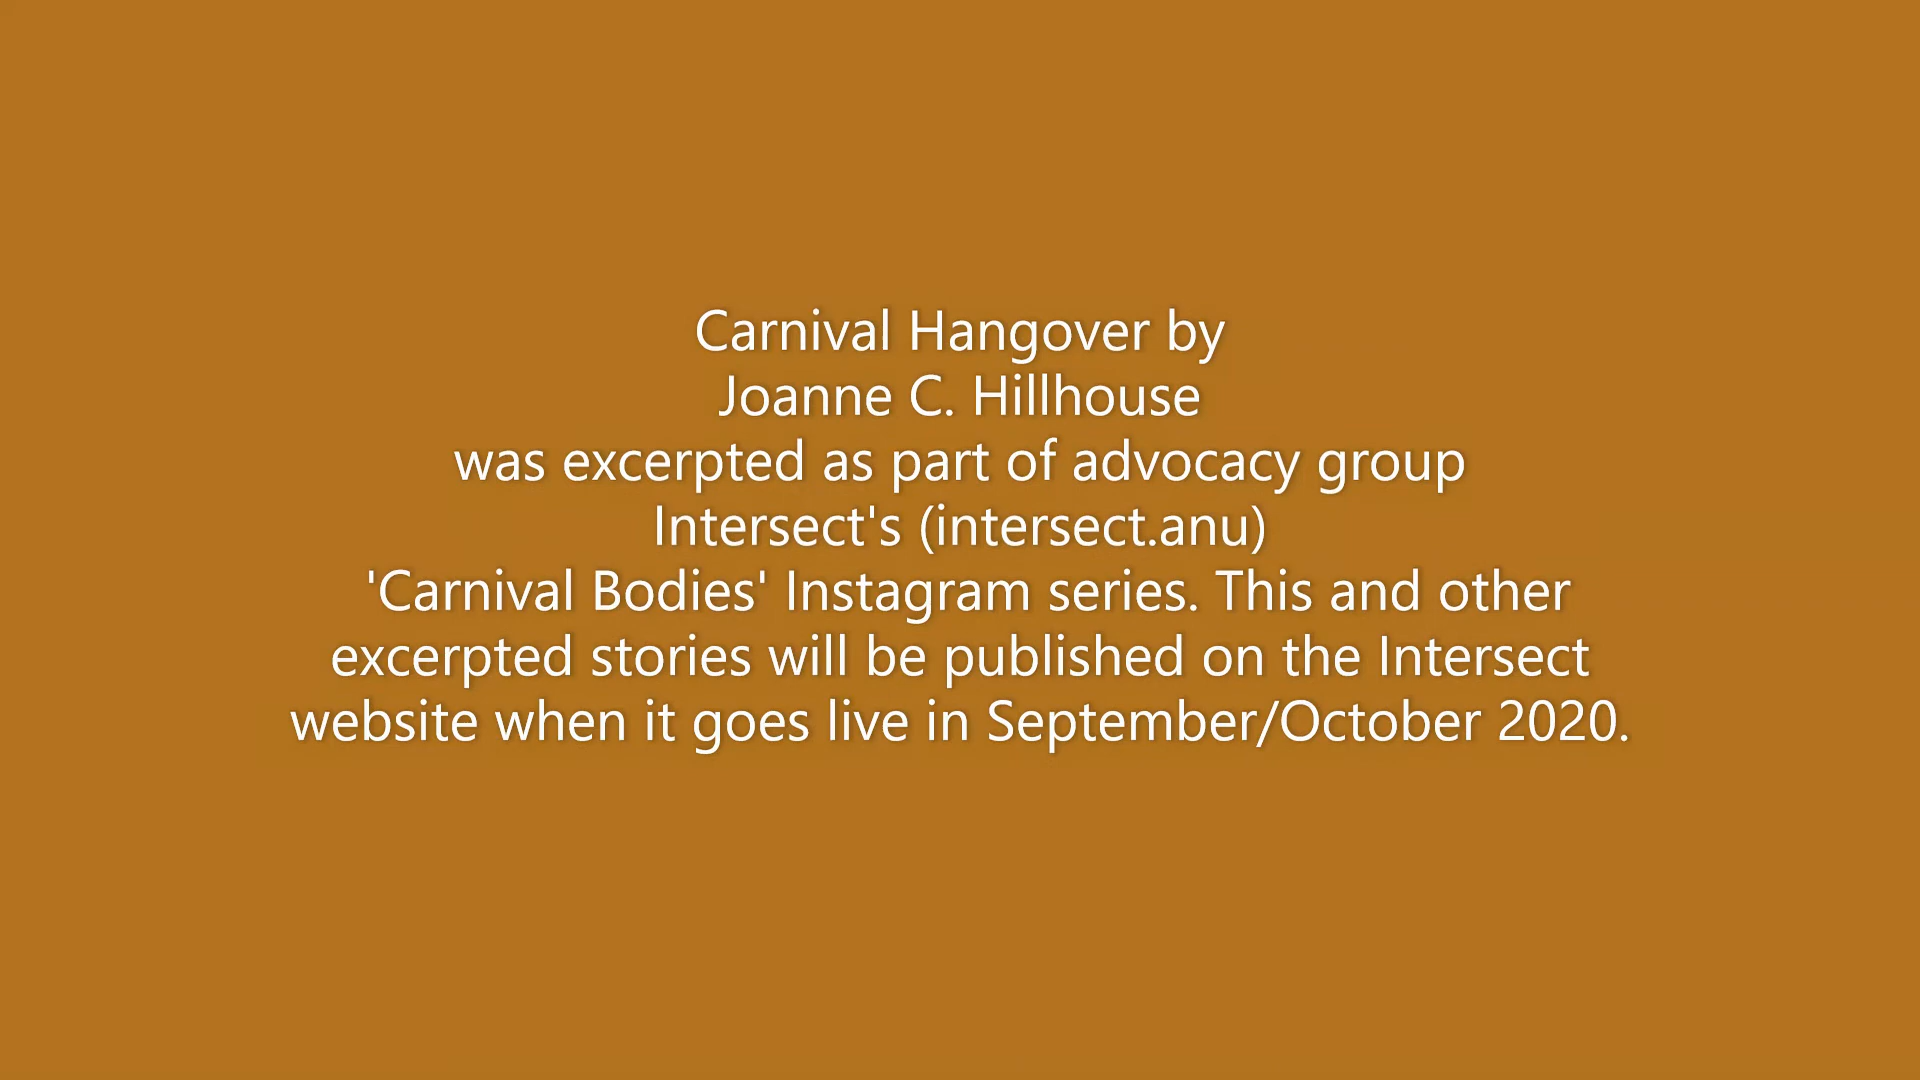 Carnival Hangover by
Joanne C. Hillhouse
was excerpted as part of advocacy group
Intersect's (intersect.anu)
'Carnival Bodies' Instagram series. This and other
excerpted stories will be published on the Intersect
website when it goes live in September/October 2020.